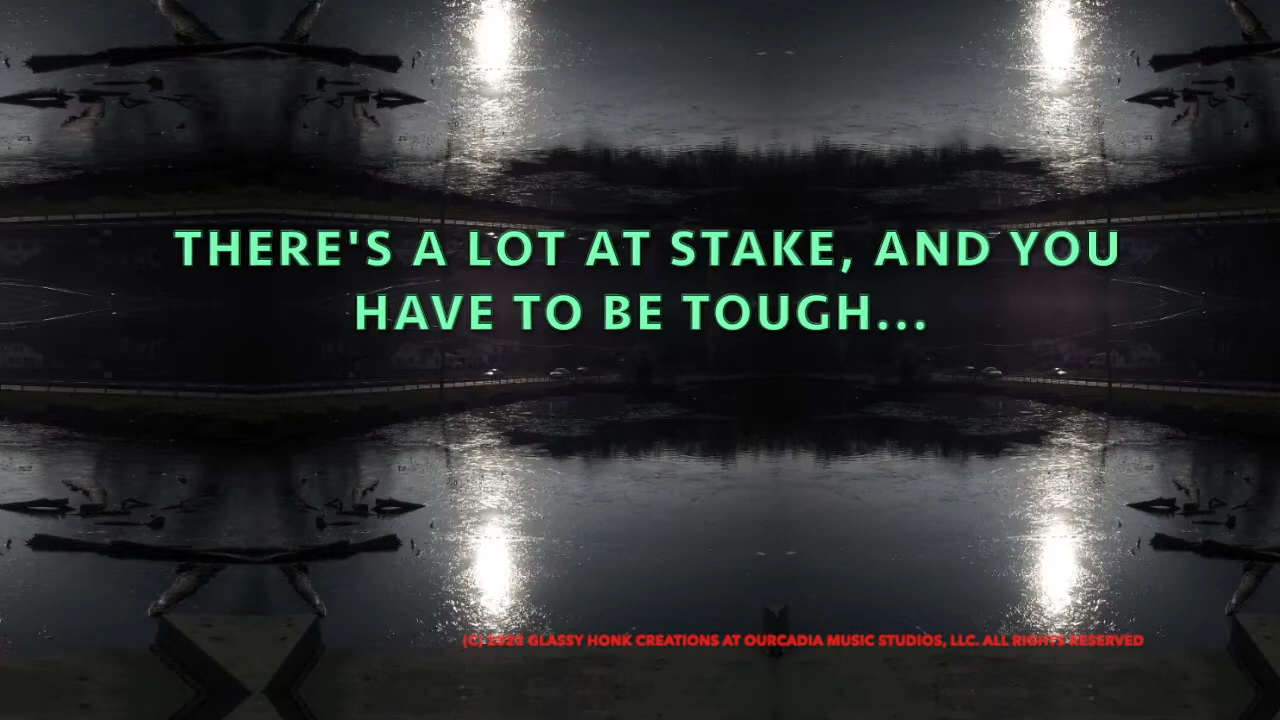 THERE'S A LOT AT STAKE, AND YOU
HAVE TO BE TOUGH...
(C) GLASSY HONK CREATIONS AT OURCADIA MUSIC STUDIOS, LLC. ALL RIGHTS RESERVED